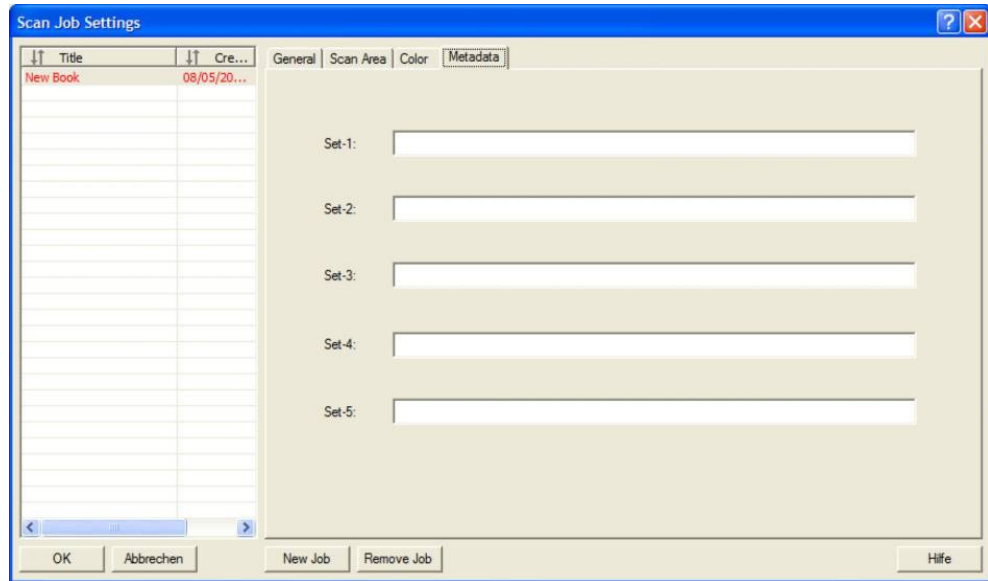 Scan Job Settings
Title Cre...
New Book 08/05/20...
General Scan Area Color Metadata
Set-1:
Set-2:
Set-3:
Set-4:
Set-5:
OK Abbrechen New Job Remove Job Hilfe